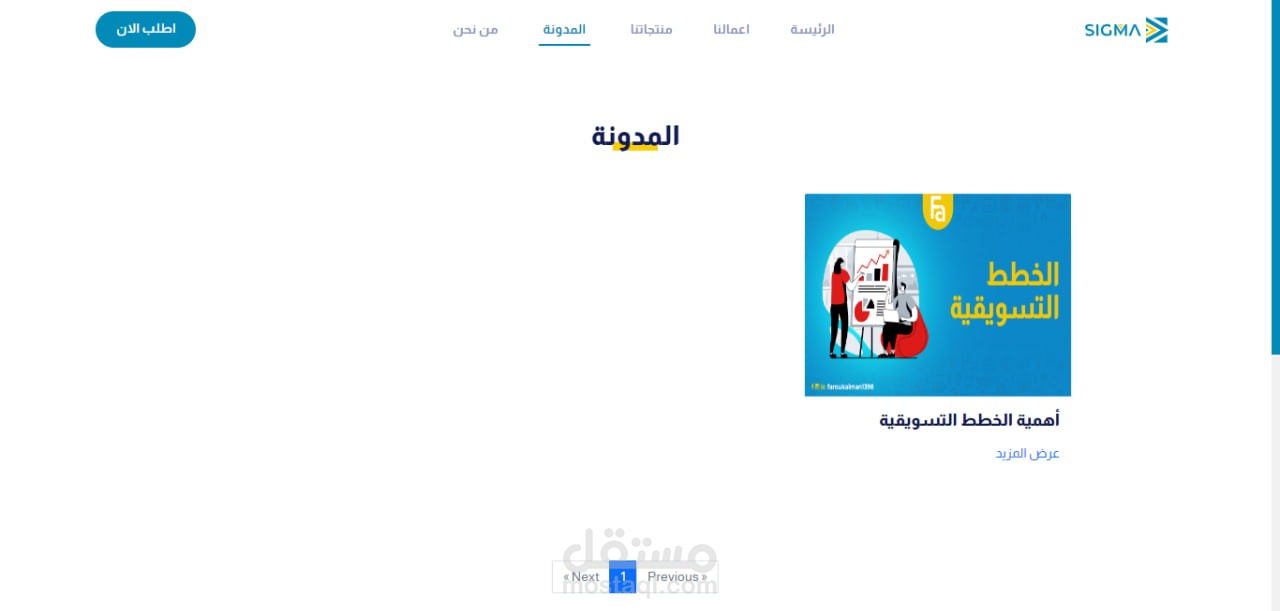 SIGMA
الرئيسة
اعمالنا
منتجاتنا
المدونة
من نحن
اطلب الان
المدونة
Fa
الخطط
التسويقية
fansukalman1398
أهمية الخطط التسويقية
عرض المزيد
مستقل
mostaql.com
Previous »
1
« Next